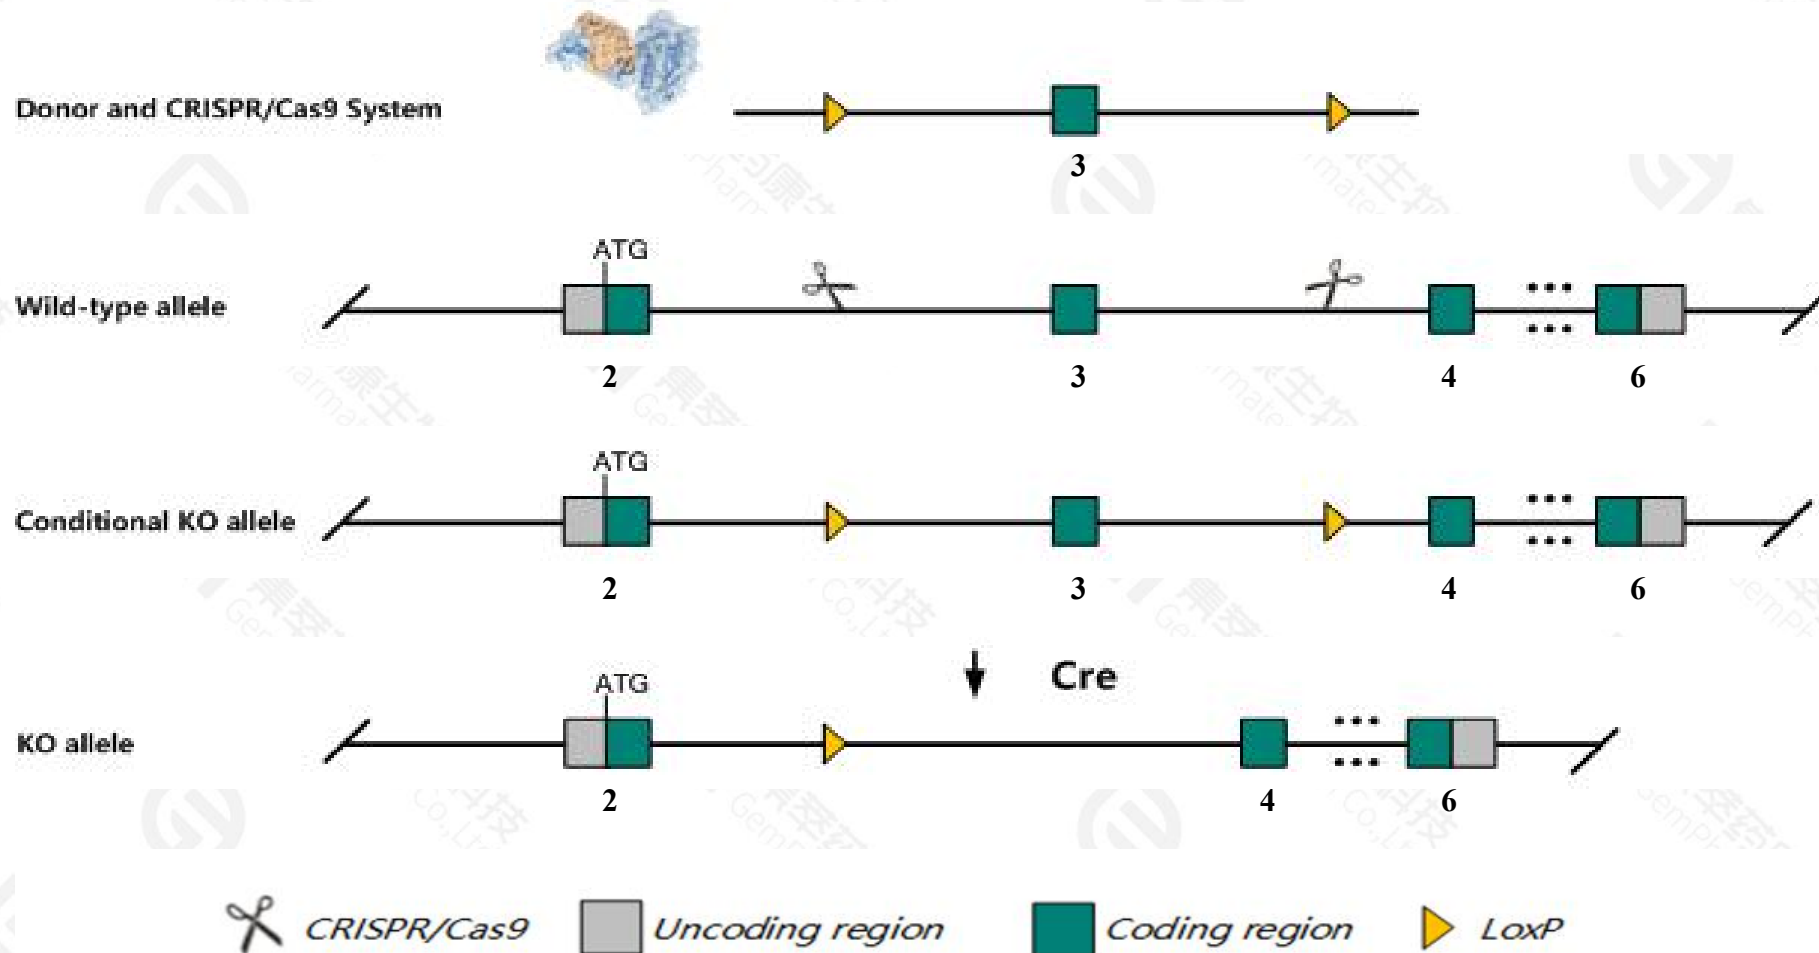 Donor and CRISPR/Cas9 System
3
ATG
Wild-type allele
2 3 4 6
ATG
Conditional KO allele
2 3 4 6
Cre
ATG
KO allele
2 4 6
CRISPR/Cas9 Uncoding region Coding region LoxP